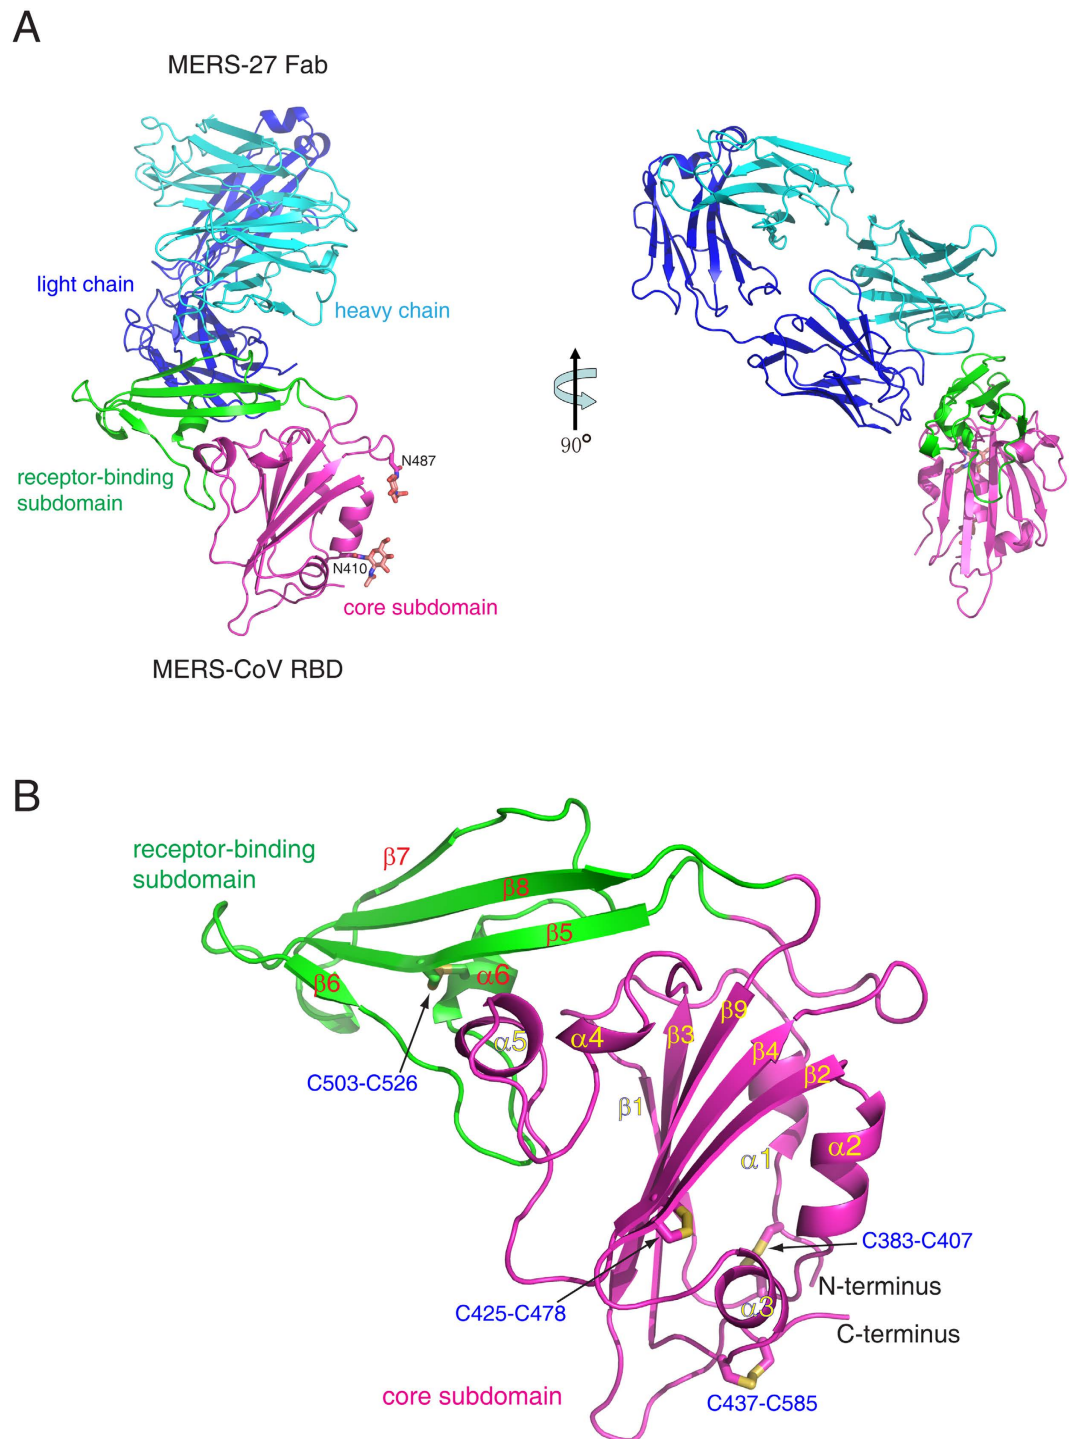 A
MERS-27 Fab
light chain
heavy chain
90°
N487
receptor-binding
subdomain
N410
core subdomain
MERS-CoV RBD
B
receptor-binding
subdomain
β7
β8
β5
β6
α6
α5
α4
β3
β9
β4
β2
C503-C526
β1
α1
α2
C383-C407
N-terminus
C425-C478
α3
C-terminus
core subdomain
C437-C585